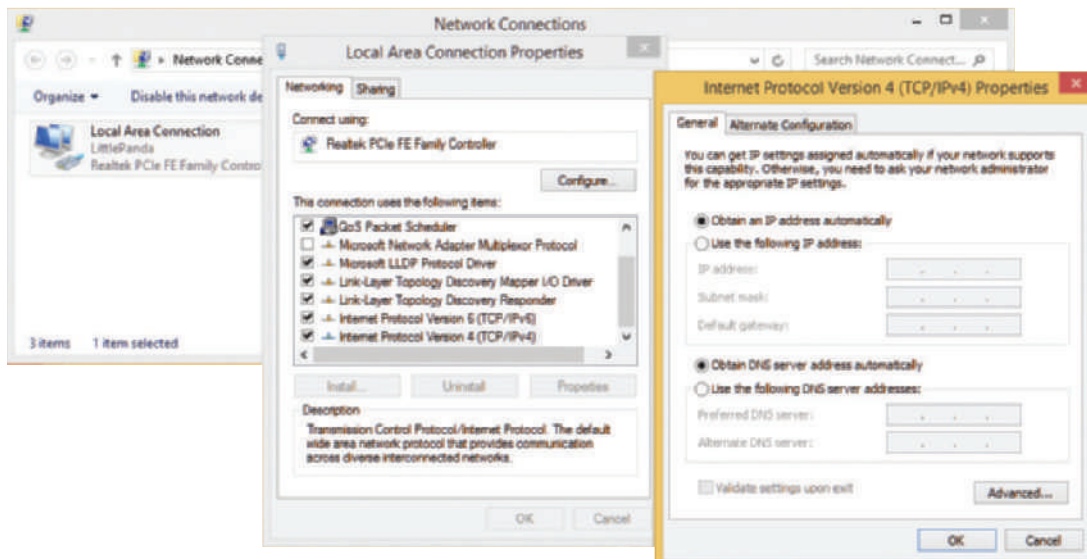 Network Connections
Network Conne
Search Network Connect...
Organize
Disable this network de
Local Area Connection
LittlePanda
Realtek PCIe FE Family Contro
3 items
1 item selected
Local Area Connection Properties
Networking
Sharing
Connect using:
Realtek PCIe FE Family Controller
Configure...
This connection uses the following items:
QoS Packet Scheduler
Microsoft Network Adapter Multiplexor Protocol
Microsoft LLDP Protocol Driver
Link-Layer Topology Discovery Mapper I/O Driver
Link-Layer Topology Discovery Responder
Internet Protocol Version 6 (TCP/IPv6)
Internet Protocol Version 4 (TCP/IPv4)
Install...
Uninstall
Properties
Description
Transmission Control Protocol/Internet Protocol. The default
wide area network protocol that provides communication
across diverse interconnected networks.
OK
Cancel
Internet Protocol Version 4 (TCP/IPv4) Properties
General
Alternate Configuration
You can get IP settings assigned automatically if your network supports
this capability. Otherwise, you need to ask your network administrator
for the appropriate IP settings.
Obtain an IP address automatically
Use the following IP address:
IP address:
Subnet mask:
Default gateway:
Obtain DNS server address automatically
Use the following DNS server addresses:
Preferred DNS server:
Alternate DNS server:
Validate settings upon exit
Advanced...
OK
Cancel